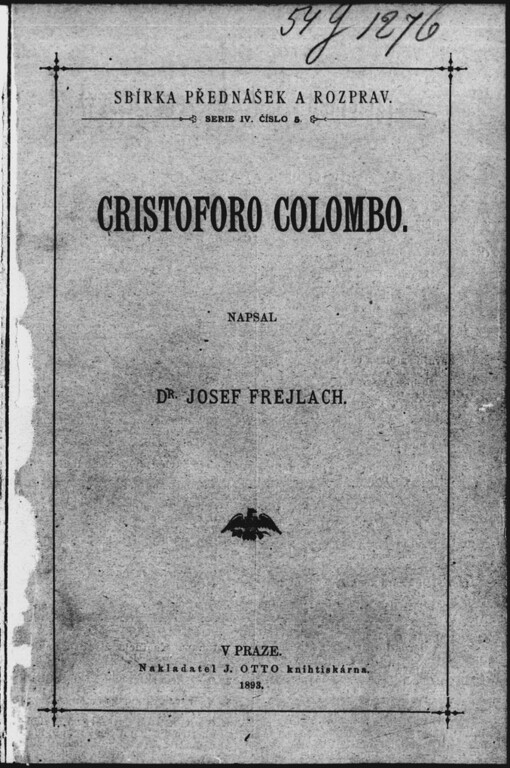 54 G 1276
SBÍRKA PŘEDNÁŠEK A ROZPRAV.
SERIE IV. ČÍSLO 5.
CRISTOFORO COLOMBO.
NAPSAL
DR. JOSEF FREJLACH.
V PRAZE.
Nakladatel J. OTTO knihtiskárna.
1893.